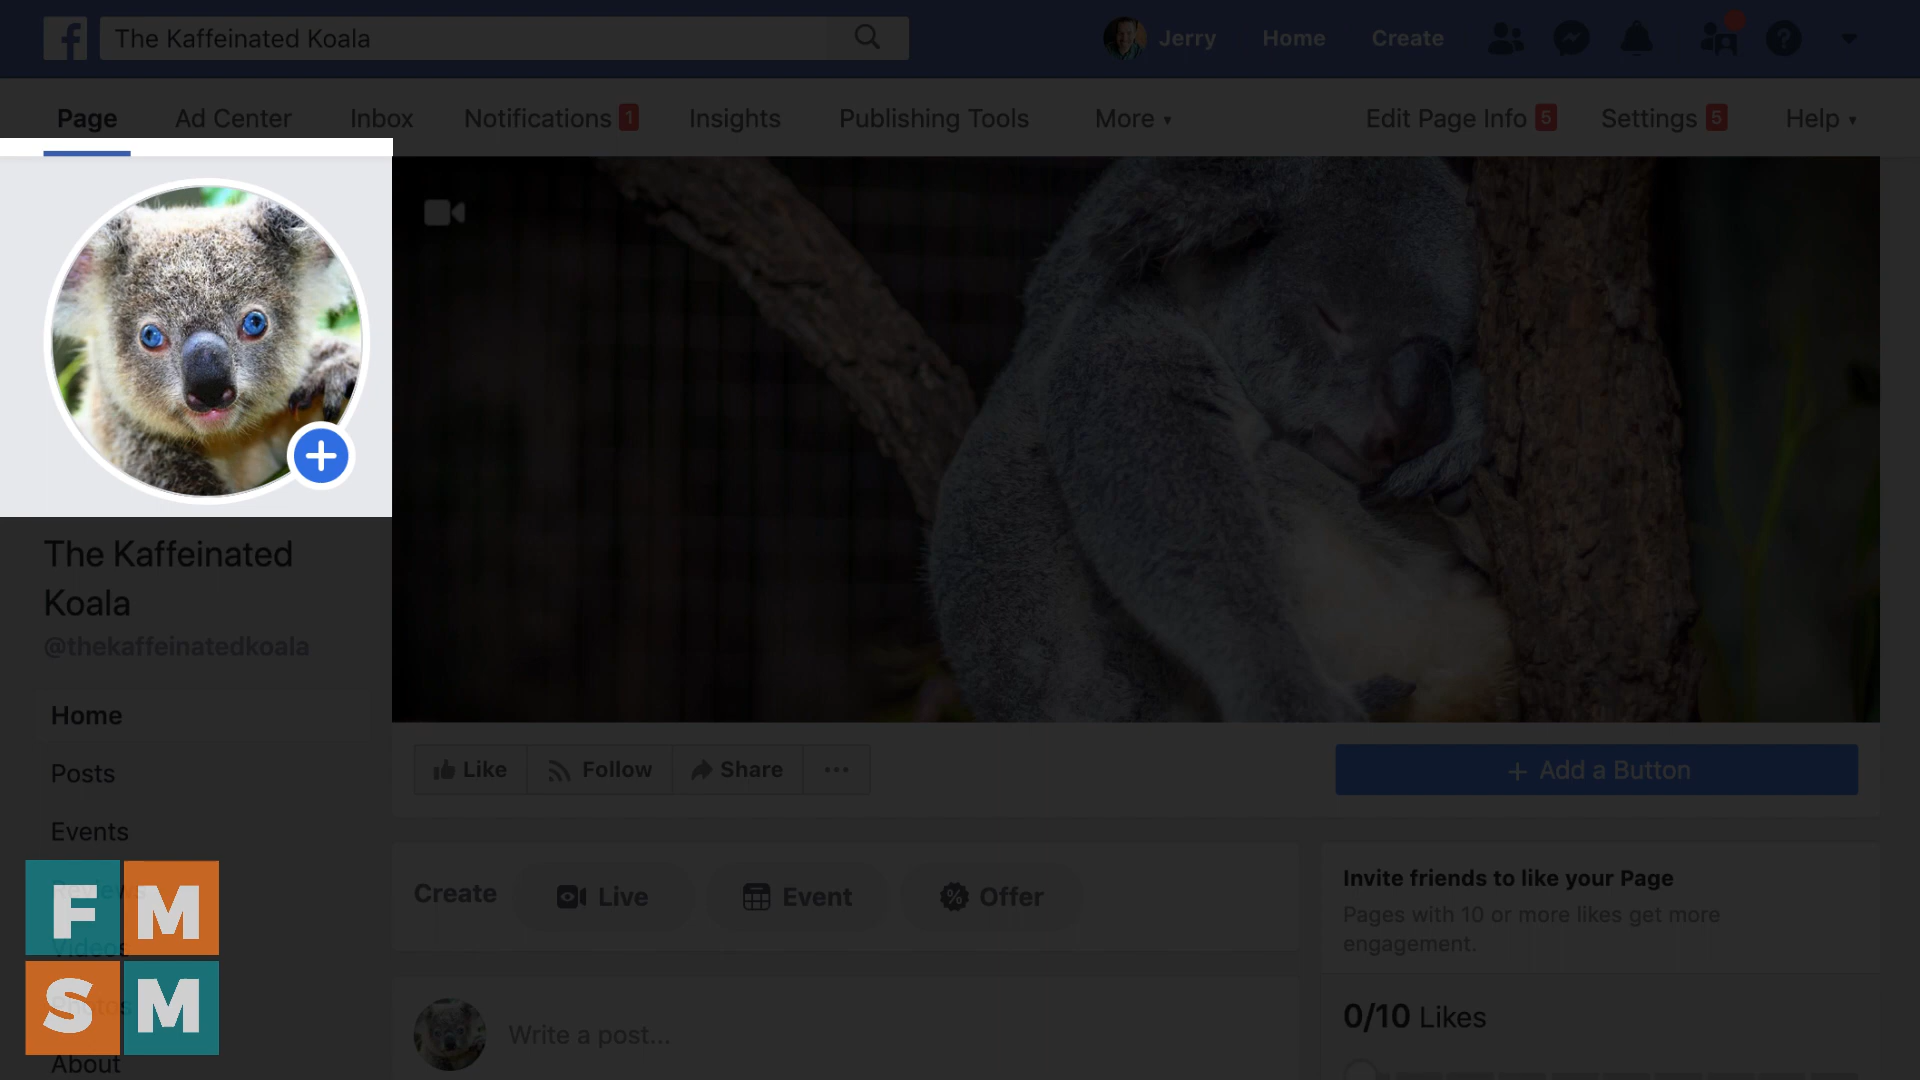 The Kaffeinated Koala
Jerry Home Create
Page Ad Center Inbox Notifications 1 Insights Publishing Tools More Edit Page Info 5 Settings 5 Help
The Kaffeinated
Koala
@thekaffeinatedkoala
Home
Posts
Events
Reviews
Videos
Photos
About
F M
S M
Like Follow Share ...
+ Add a Button
Create Live Event Offer
Write a post...
Invite friends to like your Page
Pages with 10 or more likes get more
engagement.
0/10 Likes